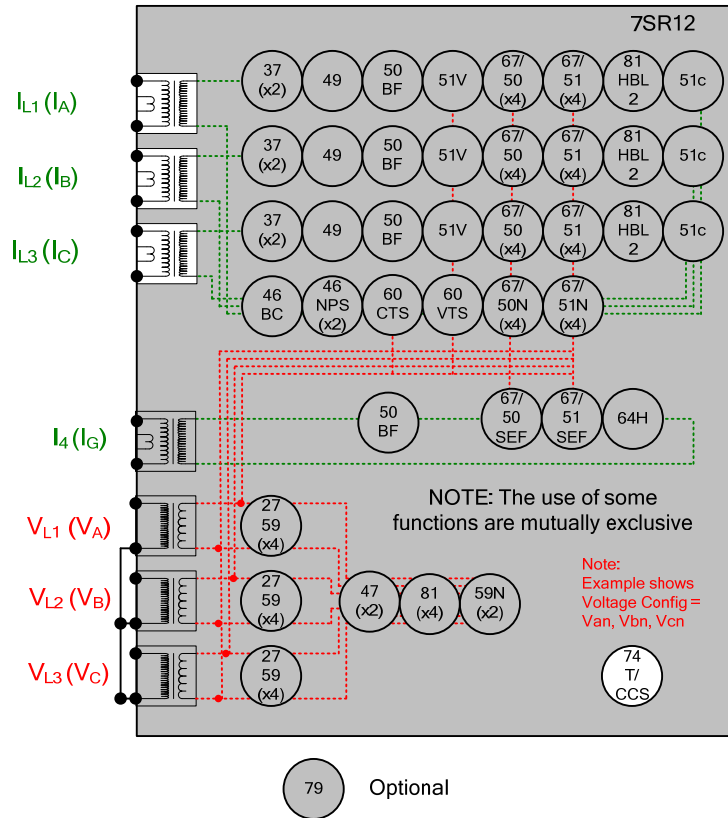 7SR12
IL1 (IA)
37
(x2)
49
50
BF
51V
67/
50
(x4)
67/
51
(x4)
81
HBL
2
51c
IL2 (IB)
37
(x2)
49
50
BF
51V
67/
50
(x4)
67/
51
(x4)
81
HBL
2
51c
IL3 (IC)
37
(x2)
49
50
BF
51V
67/
50
(x4)
67/
51
(x4)
81
HBL
2
51c
46
BC
46
NPS
(x2)
60
CTS
60
VTS
67/
50N
(x4)
67/
51N
(x4)
I4 (IG)
50
BF
67/
50
SEF
67/
51
SEF
64H
VL1 (VA)
27
59
(x4)
NOTE: The use of some
functions are mutually exclusive
VL2 (VB)
27
59
(x4)
47
(x2)
81
(x4)
59N
(x2)
Note:
Example shows
Voltage Config =
Van, Vbn, Vcn
VL3 (VC)
27
59
(x4)
74
T/
CCS
79
Optional